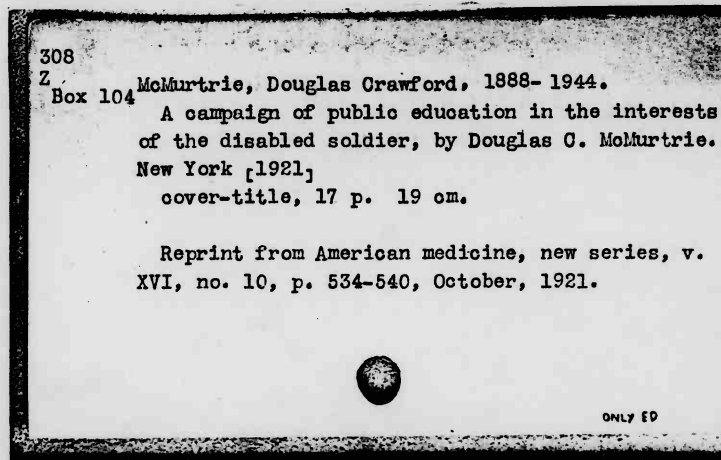 308
Z
Box 104
McMurtrie, Douglas Crawford, 1888-1944.
A campaign of public education in the interests
of the disabled soldier, by Douglas C. McMurtrie.
New York [1921]
cover-title, 17 p. 19 cm.
Reprint from American medicine, new series, v.
XVI, no. 10, p. 534-540, October, 1921.
ONLY ED